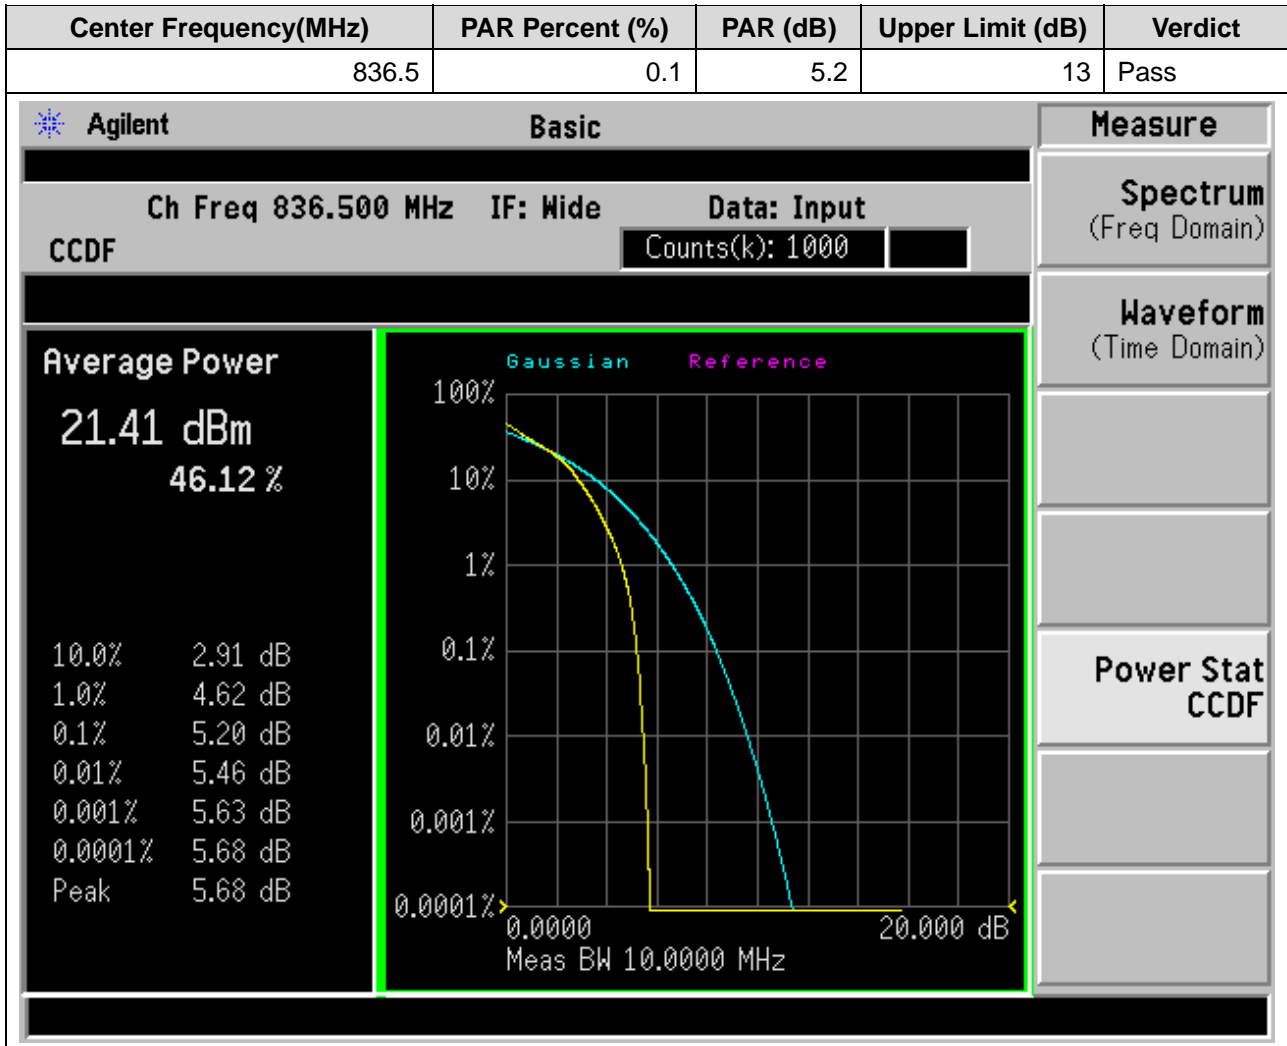 Center Frequency(MHz) PAR Percent (%) PAR (dB) Upper Limit (dB) Verdict
836.5 0.1 5.2 13 Pass
Agilent Basic Measure
Ch Freq 836.500 MHz IF: Wide Data: Input
CCDF Counts(k): 1000
Spectrum
(Freq Domain)
Waveform
(Time Domain)
Power Stat
CCDF
Average Power
21.41 dBm
46.12 %
10.0% 2.91 dB
1.0% 4.62 dB
0.1% 5.20 dB
0.01% 5.46 dB
0.001% 5.63 dB
0.0001% 5.68 dB
Peak 5.68 dB
Gaussian Reference
100%
10%
1%
0.1%
0.01%
0.001%
0.0001%
0.0000 20.000 dB
Meas BW 10.0000 MHz